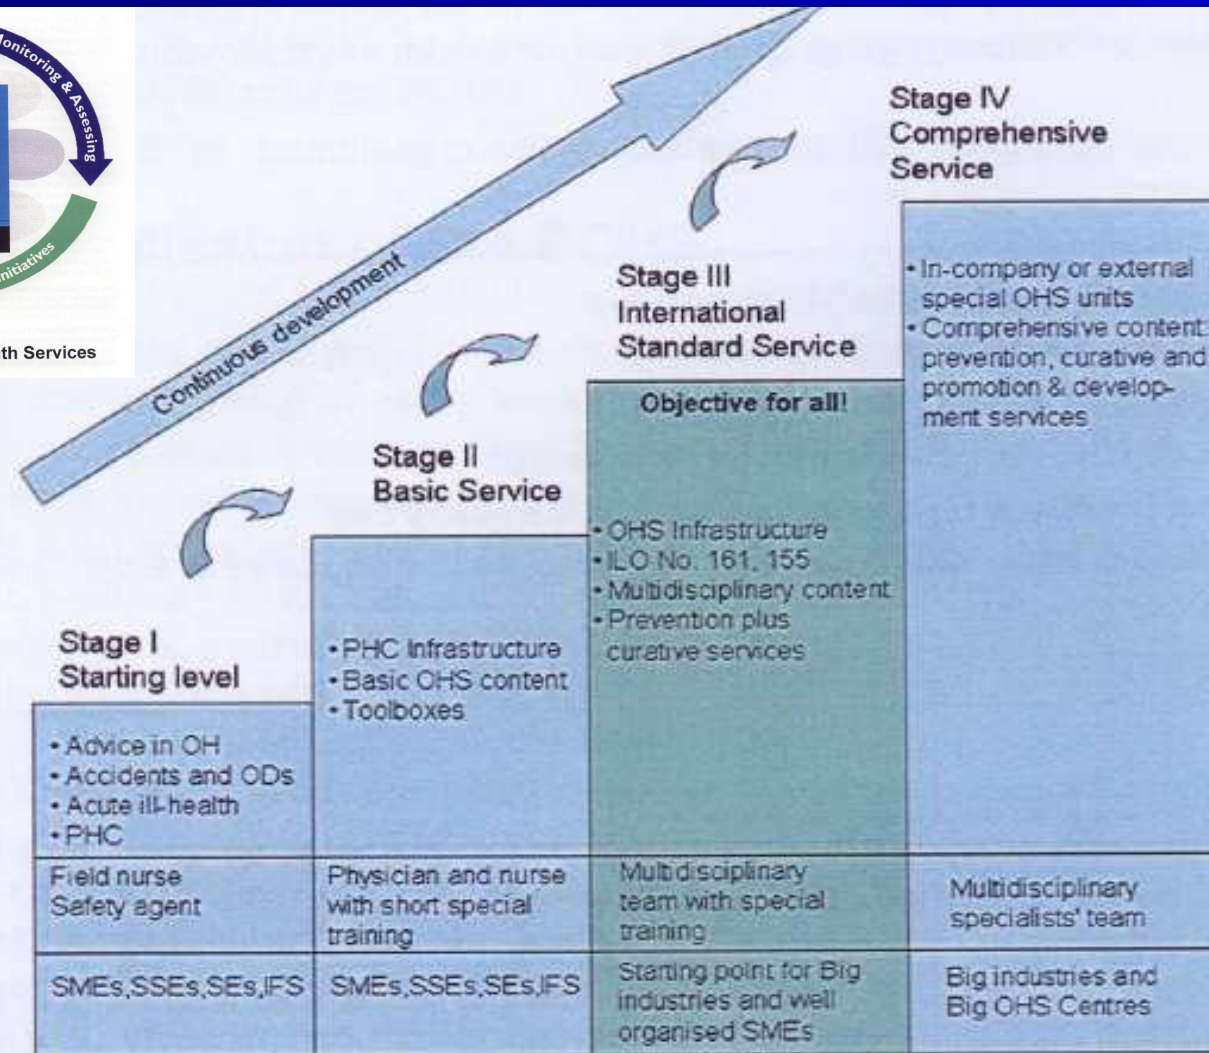 Monitoring & Assessing
Initiatives
th Services
Continuous development
Stage I
Starting level
• Advice in OH
• Accidents and ODs
• Acute ill-health
• PHC
Field nurse
Safety agent
SMEs,SSEs,SEs,IFS
Stage II
Basic Service
• PHC Infrastructure
• Basic OHS content
• Toolboxes
Physician and nurse
with short special
training
SMEs,SSEs,SEs,IFS
Stage III
International
Standard Service
Objective for all!
• OHS Infrastructure
• ILO No. 161, 155
• Multidisciplinary content
• Prevention plus
curative services
Multidisciplinary
team with special
training
Starting point for Big
industries and well
organised SMEs
Stage IV
Comprehensive
Service
• In-company or external
special OHS units
• Comprehensive content:
prevention, curative and
promotion & develop-
ment services
Multidisciplinary
specialists' team
Big industries and
Big OHS Centres